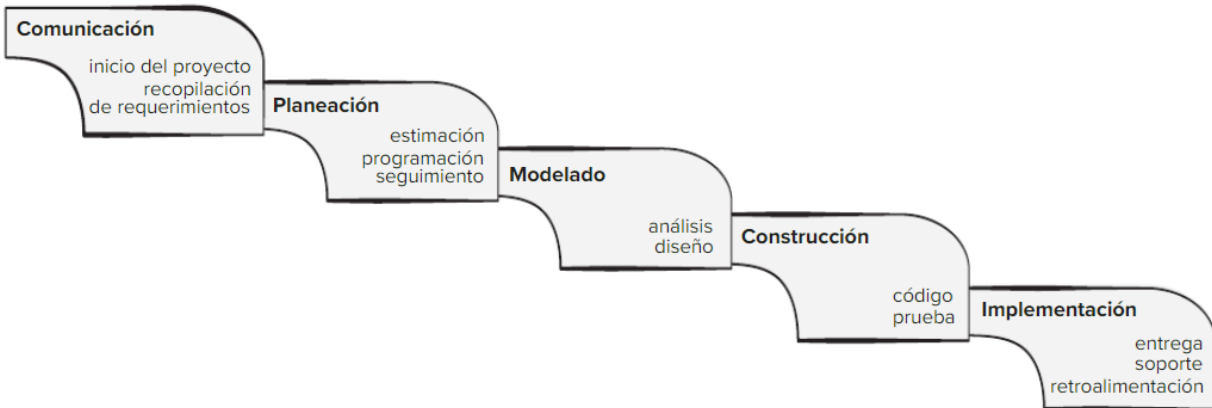 Comunicación
inicio del proyecto
recopilación
de requerimientos
Planeación
estimación
programación
seguimiento
Modelado
análisis
diseño
Construcción
código
prueba
Implementación
entrega
soporte
retroalimentación